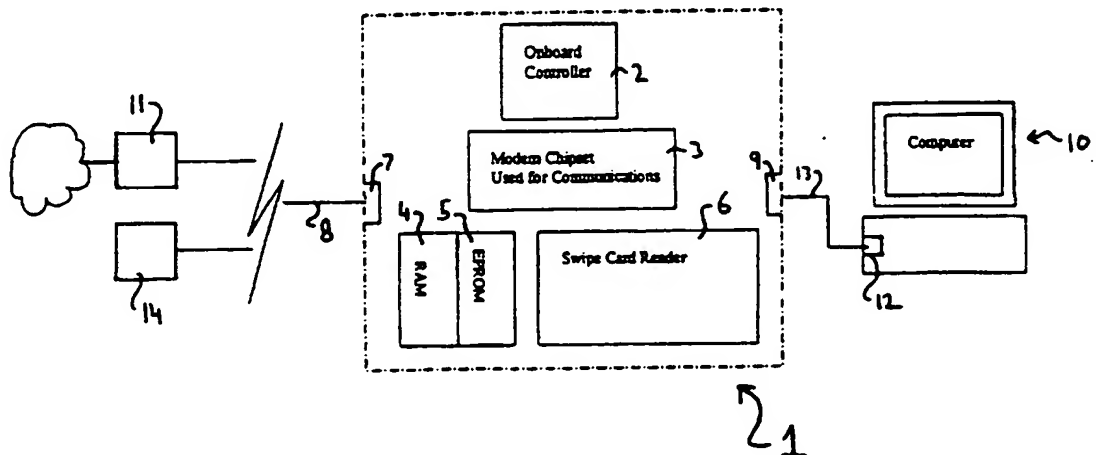 Onboard
Controller
2
11
Modem Chipset
Used for Communications
3
7
9
13
Computer
10
8
4
5
6
RAM
EPROM
Swipe Card Reader
12
14
1